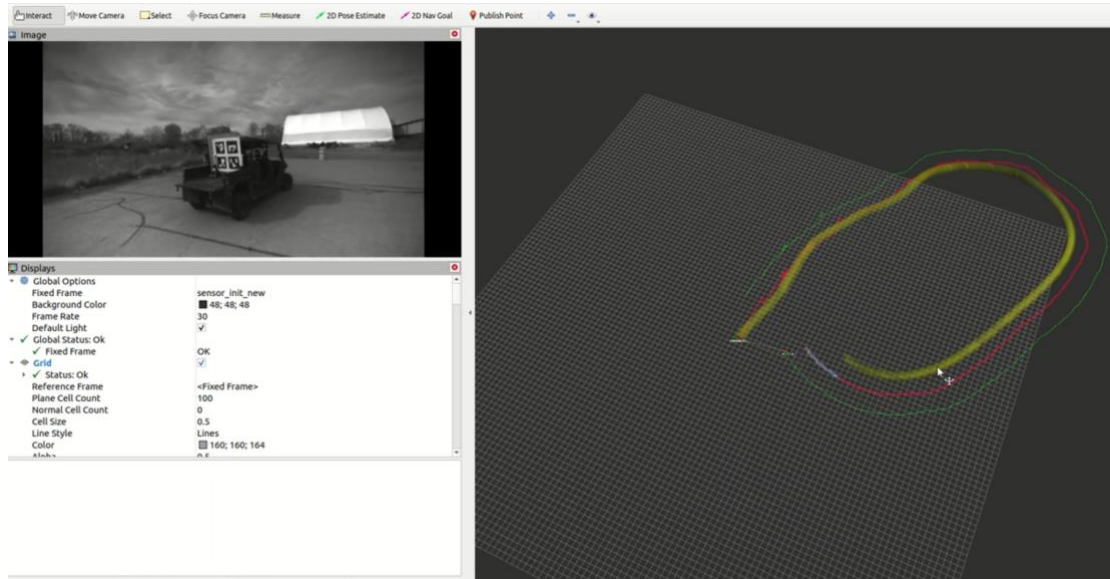 Interact Move Camera Select Focus Camera Measure 2D Pose Estimate 2D Nav Goal Publish Point
Image
Displays
Global Options
Fixed Frame sensor_init_new
Background Color 48; 48; 48
Frame Rate 30
Default Light
Global Status: Ok
Fixed Frame OK
Grid
Status: Ok
Reference Frame <Fixed Frame>
Plane Cell Count 100
Normal Cell Count 0
Cell Size 0.5
Line Style Lines
Color 160; 160; 164
Alpha 0.5